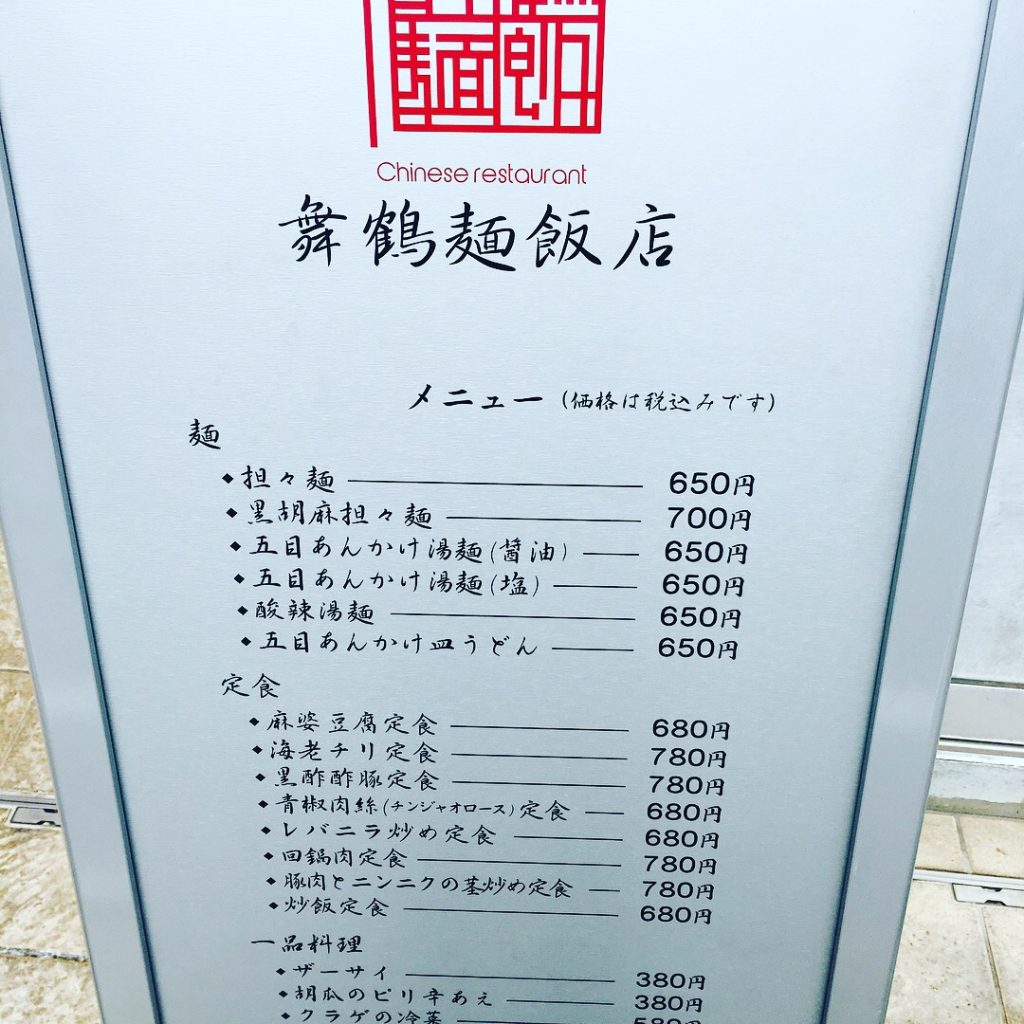 Chinese restaurant
舞鶴麺飯店
メニュー (価格は税込みです)
麺
◆担々麺 650円
◆黒胡麻担々麺 700円
◆五目あんかけ湯麺(醤油) 650円
◆五目あんかけ湯麺(塩) 650円
◆酸辣湯麺 650円
◆五目あんかけ皿うどん 650円
定食
◆麻婆豆腐定食 680円
◆海老チリ定食 780円
◆黒酢酢豚定食 780円
◆青椒肉絲(チンジャオロース)定食 680円
◆レバニラ炒め定食 680円
◆回鍋肉定食 780円
◆豚肉とニンニクの茎炒め定食 780円
◆炒飯定食 680円
一品料理
◆ザーサイ 380円
◆胡瓜のピリ辛あえ 380円
◆クラゲの冷菜 580円